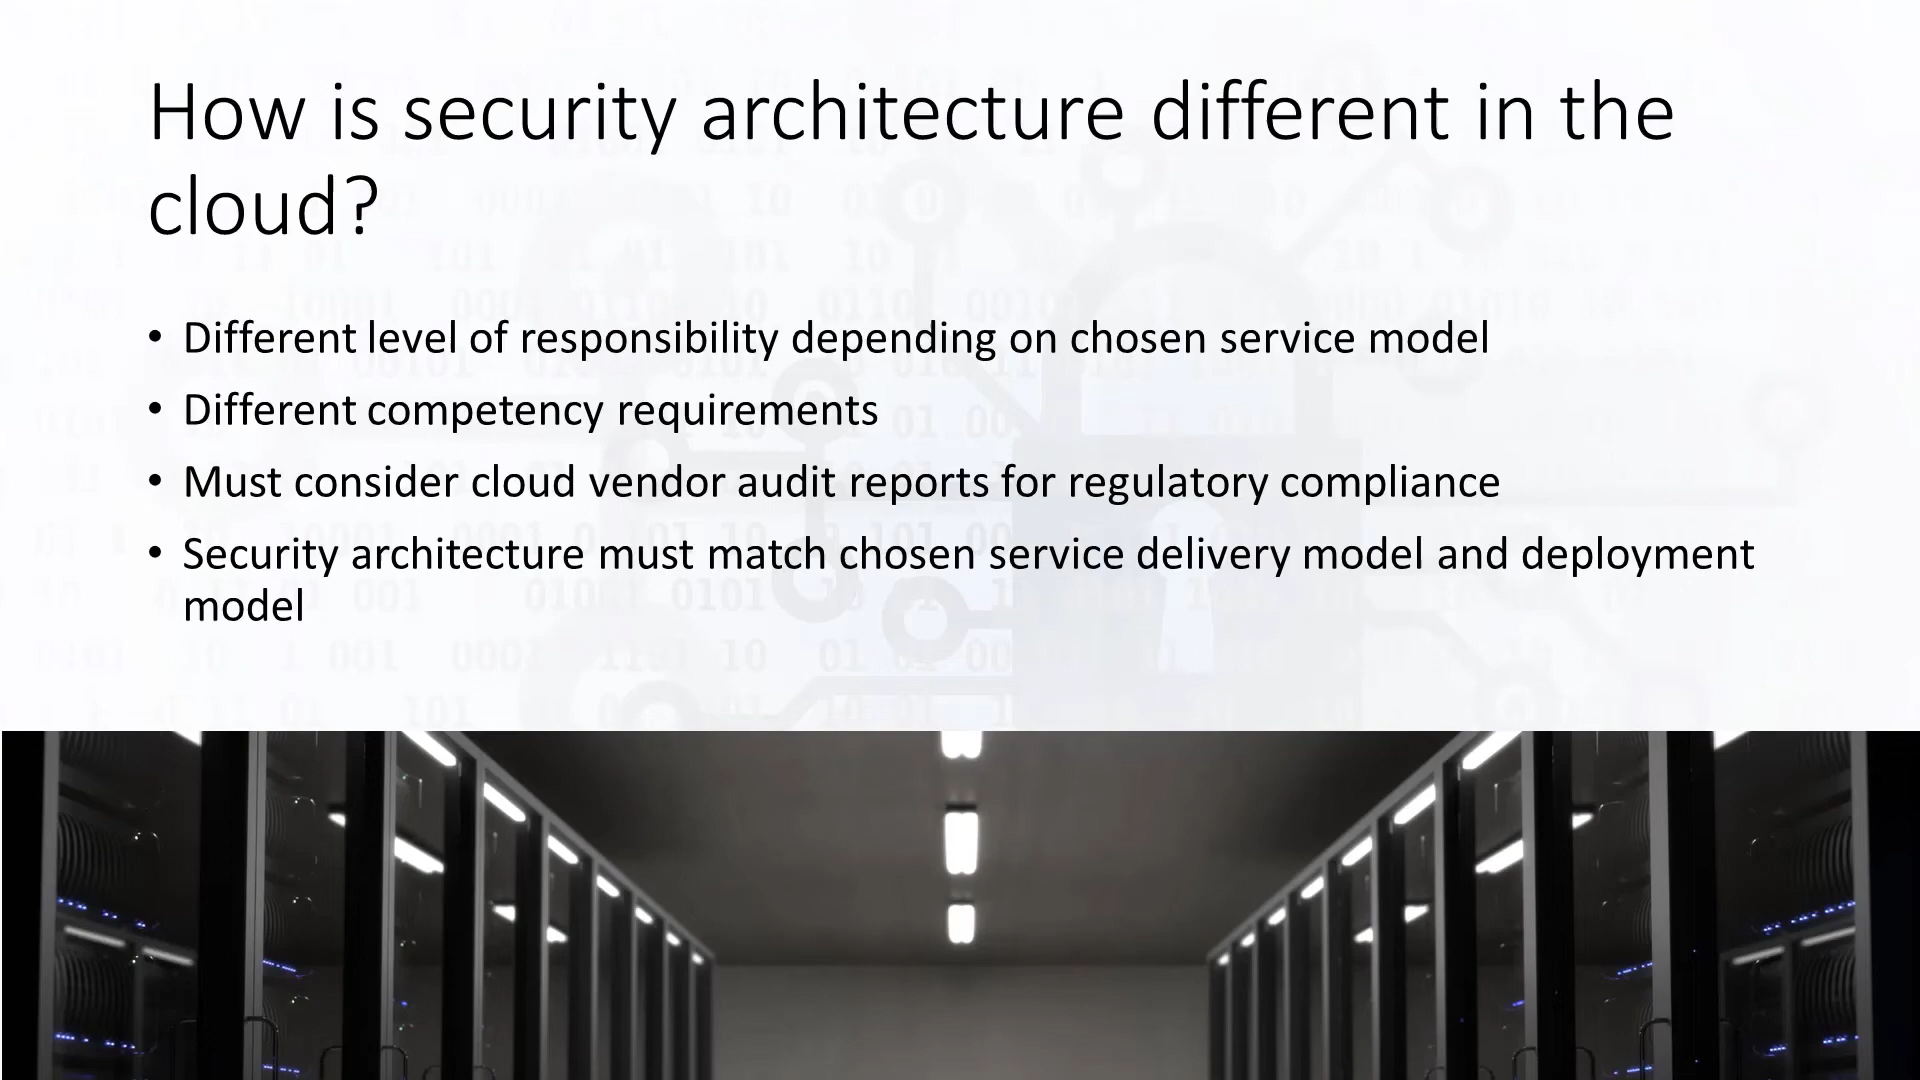 How is security architecture different in the
cloud?
• Different level of responsibility depending on chosen service model
• Different competency requirements
• Must consider cloud vendor audit reports for regulatory compliance
• Security architecture must match chosen service delivery model and deployment
model